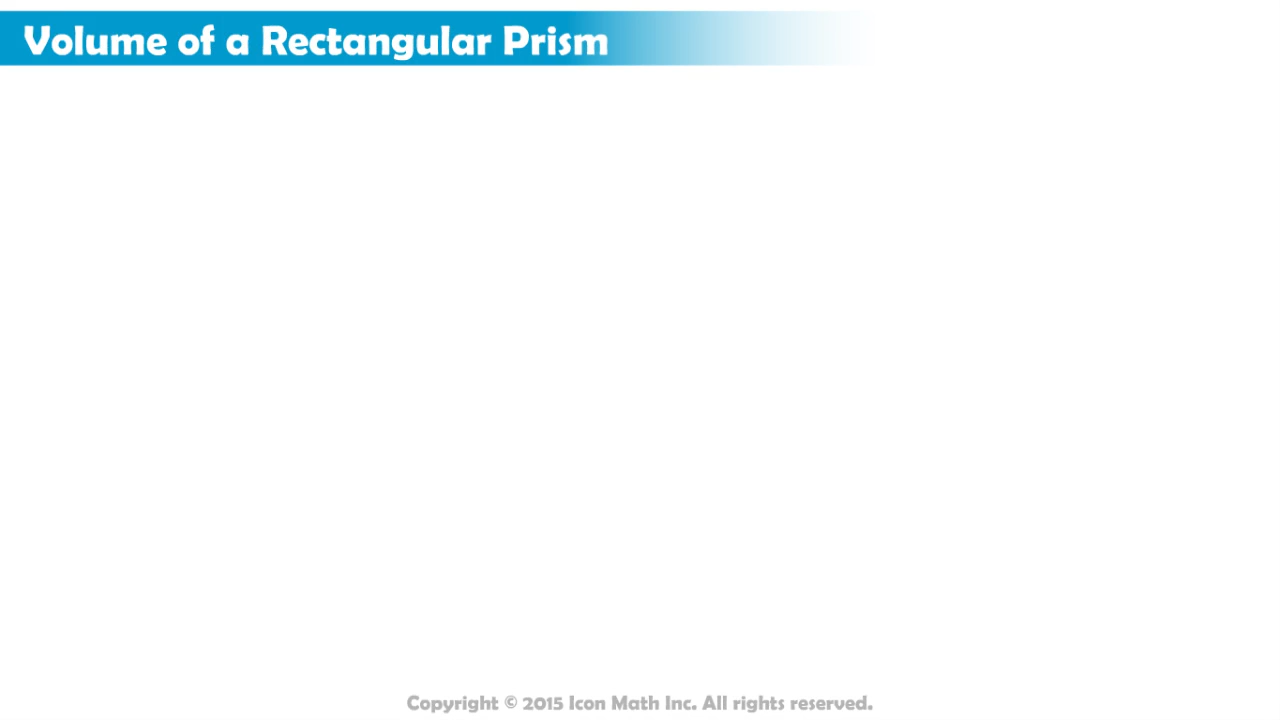 Volume of a Rectangular Prism
Copyright © 2015 Icon Math Inc. All rights reserved.